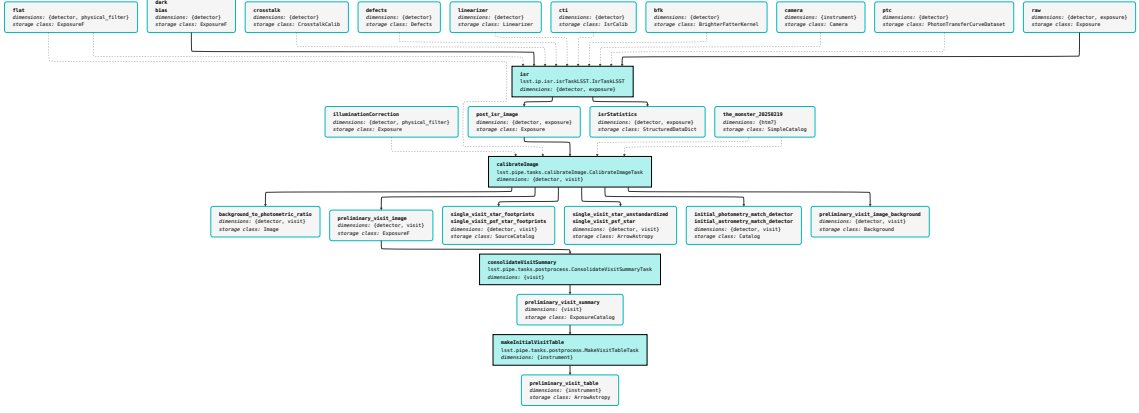 flat
dimensions: {detector, physical_filter}
storage class: ExposureF
dark
bias
dimensions: {detector}
storage class: ExposureF
crosstalk
dimensions: {detector}
storage class: CrosstalkCalib
defects
dimensions: {detector}
storage class: Defects
linearizer
dimensions: {detector}
storage class: Linearizer
cti
dimensions: {detector}
storage class: IsrCalib
bfk
dimensions: {detector}
storage class: BrighterFatterKernel
camera
dimensions: {instrument}
storage class: Camera
ptc
dimensions: {detector}
storage class: PhotonTransferCurveDataset
raw
dimensions: {detector, exposure}
storage class: Exposure
isr
lsst.ip.isr.isrTaskLSST.IsrTaskLSST
dimensions: {detector, exposure}
illuminationCorrection
dimensions: {detector, physical_filter}
storage class: Exposure
post_isr_image
dimensions: {detector, exposure}
storage class: Exposure
isrStatistics
dimensions: {detector, exposure}
storage class: StructuredDataDict
the_monster_20250219
dimensions: {htm7}
storage class: SimpleCatalog
calibrateImage
lsst.pipe.tasks.calibrateImage.CalibrateImageTask
dimensions: {detector, visit}
background_to_photometric_ratio
dimensions: {detector, visit}
storage class: Image
preliminary_visit_image
dimensions: {detector, visit}
storage class: ExposureF
single_visit_star_footprints
single_visit_psf_star_footprints
dimensions: {detector, visit}
storage class: SourceCatalog
single_visit_star_unstandardized
single_visit_psf_star
dimensions: {detector, visit}
storage class: ArrowAstropy
initial_photometry_match_detector
initial_astrometry_match_detector
dimensions: {detector, visit}
storage class: Catalog
preliminary_visit_image_background
dimensions: {detector, visit}
storage class: Background
consolidateVisitSummary
lsst.pipe.tasks.postprocess.ConsolidateVisitSummaryTask
dimensions: {visit}
preliminary_visit_summary
dimensions: {visit}
storage class: ExposureCatalog
makeInitialVisitTable
lsst.pipe.tasks.postprocess.MakeVisitTableTask
dimensions: {instrument}
preliminary_visit_table
dimensions: {instrument}
storage class: ArrowAstropy